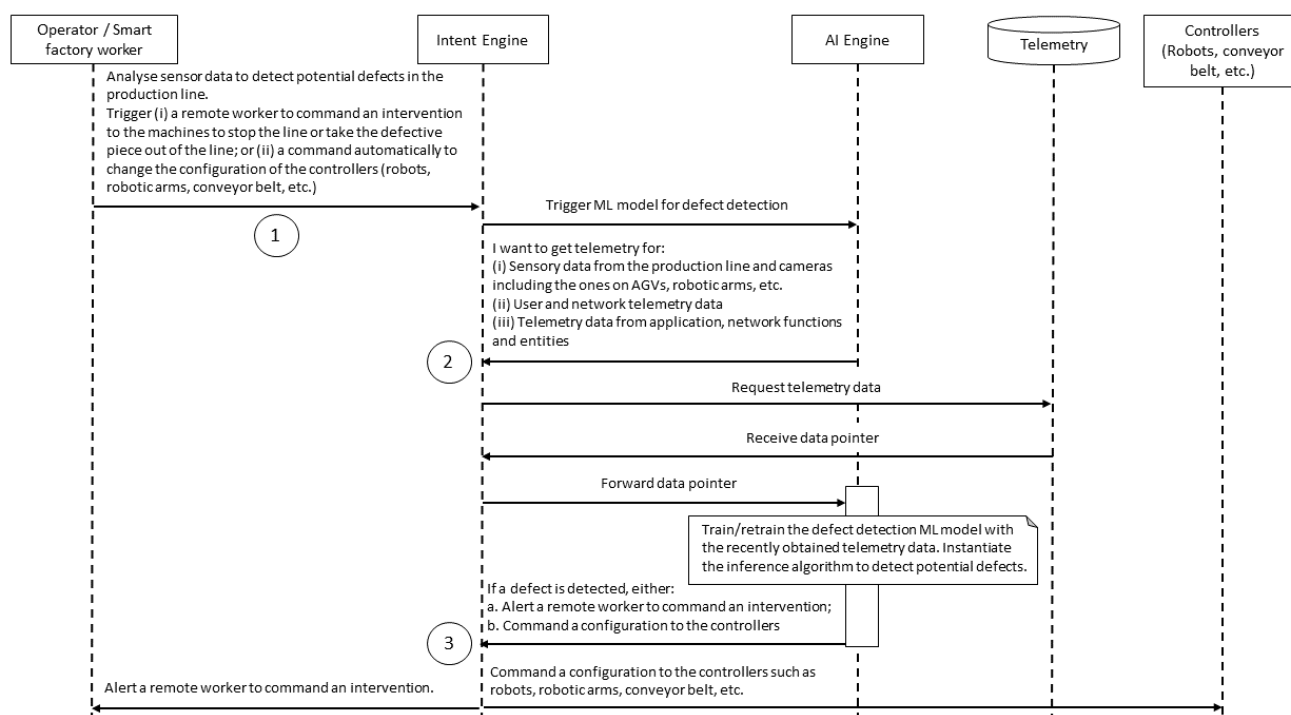 Operator / Smart
factory worker
Intent Engine
AI Engine
Telemetry
Controllers
(Robots, conveyor
belt, etc.)
Analyse sensor data to detect potential defects in the
production line.
Trigger (i) a remote worker to command an intervention
to the machines to stop the line or take the defective
piece out of the line; or (ii) a command automatically to
change the configuration of the controllers (robots,
robotic arms, conveyor belt, etc.)
1
Trigger ML model for defect detection
I want to get telemetry for:
(i) Sensory data from the production line and cameras
including the ones on AGVs, robotic arms, etc.
(ii) User and network telemetry data
(iii) Telemetry data from application, network functions
and entities
2
Request telemetry data
Receive data pointer
Forward data pointer
Train/retrain the defect detection ML model with
the recently obtained telemetry data. Instantiate
the inference algorithm to detect potential defects.
If a defect is detected, either:
a. Alert a remote worker to command an intervention;
b. Command a configuration to the controllers
3
Alert a remote worker to command an intervention.
Command a configuration to the controllers such as
robots, robotic arms, conveyor belt, etc.